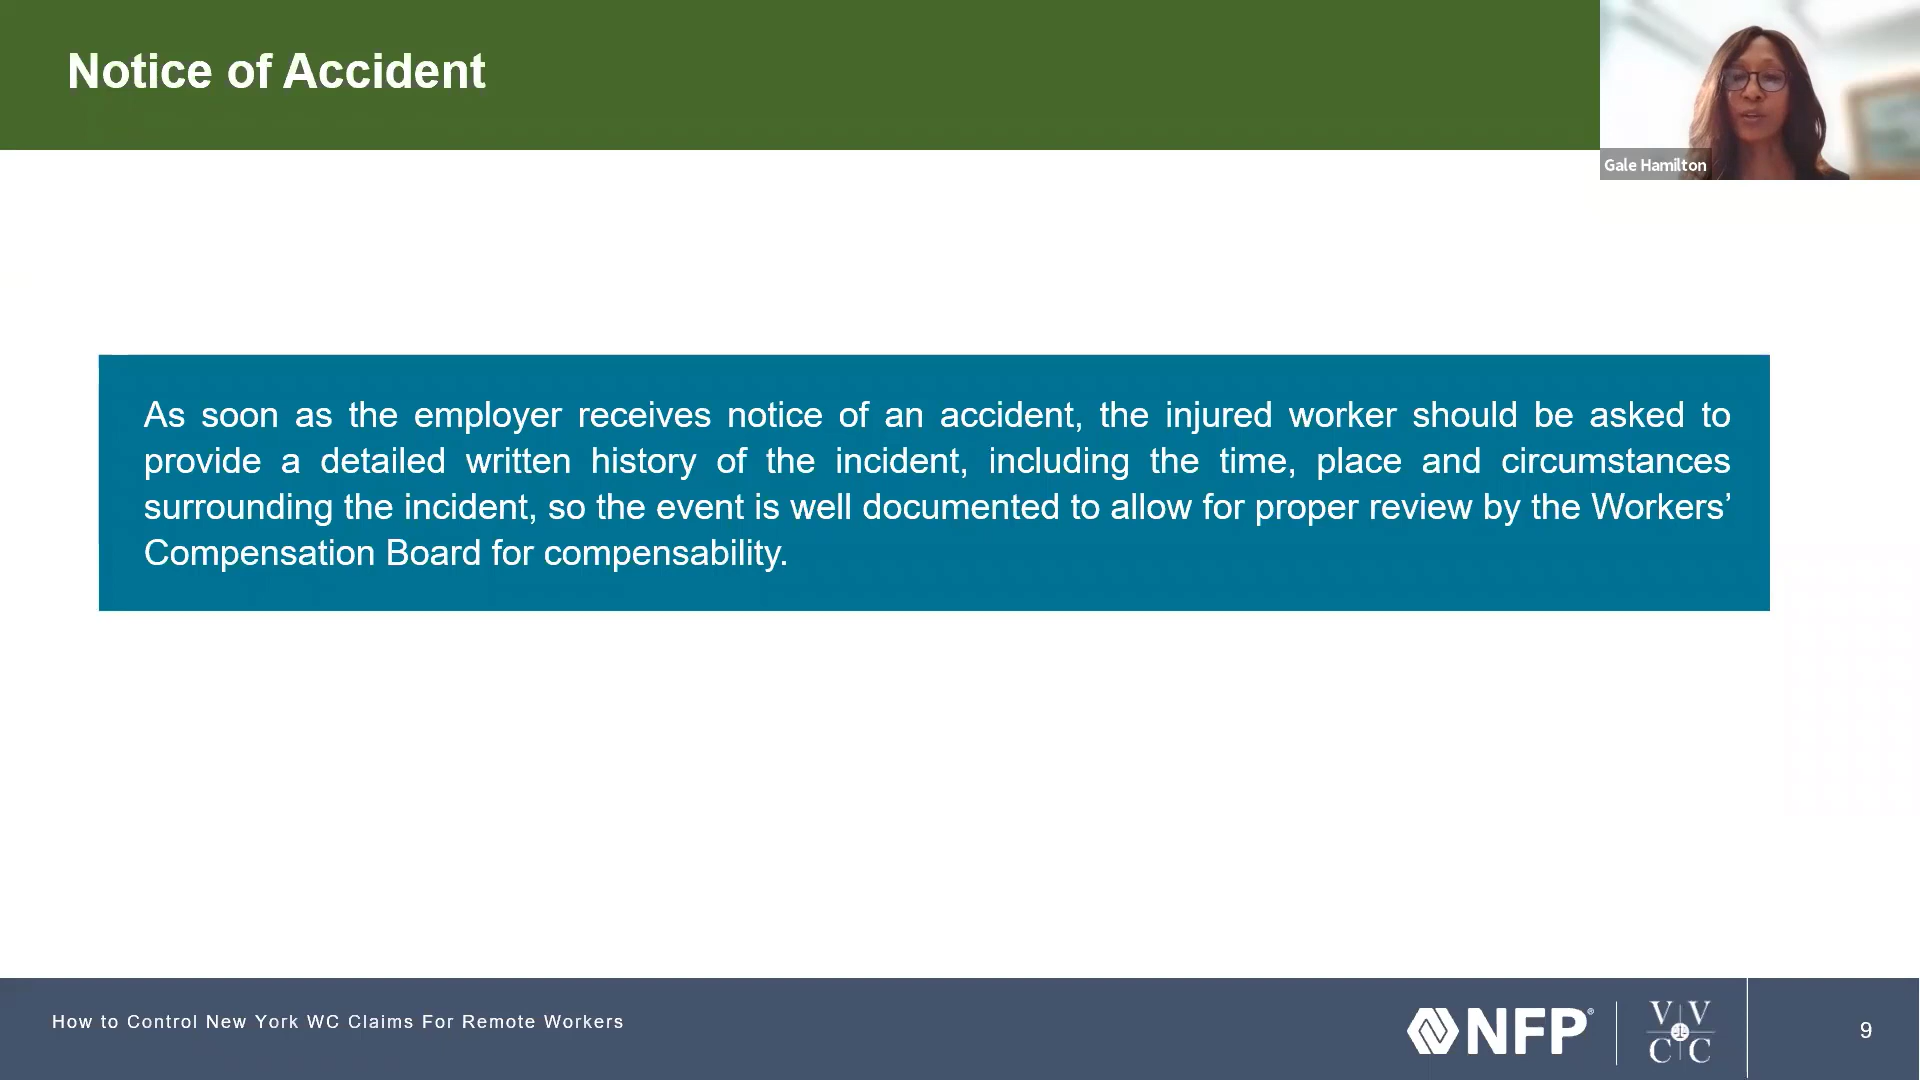 Notice of Accident
Gale Hamilton
As soon as the employer receives notice of an accident, the injured worker should be asked to
provide a detailed written history of the incident, including the time, place and circumstances
surrounding the incident, so the event is well documented to allow for proper review by the Workers’
Compensation Board for compensability.
How to Control New York WC Claims For Remote Workers
NFP®
V V
C C
9